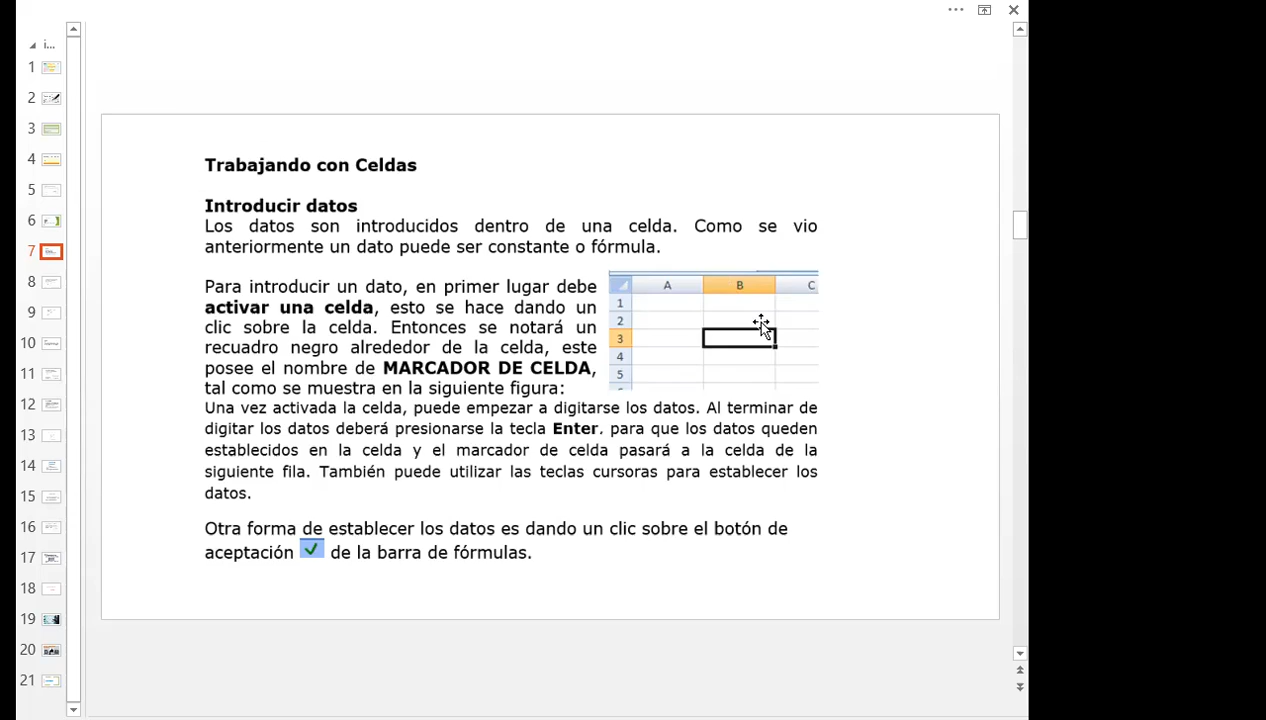 i...
1
2
3
4
5
6
7
8
9
10
11
12
13
14
15
16
17
18
19
20
21
Trabajando con Celdas
Introducir datos
Los datos son introducidos dentro de una celda. Como se vio
anteriormente un dato puede ser constante o fórmula.
Para introducir un dato, en primer lugar debe
activar una celda, esto se hace dando un
clic sobre la celda. Entonces se notará un
recuadro negro alrededor de la celda, este
posee el nombre de MARCADOR DE CELDA,
tal como se muestra en la siguiente figura:
A B C
1
2
3
4
5
Una vez activada la celda, puede empezar a digitarse los datos. Al terminar de
digitar los datos deberá presionarse la tecla Enter. para que los datos queden
establecidos en la celda y el marcador de celda pasará a la celda de la
siguiente fila. También puede utilizar las teclas cursoras para establecer los
datos.
Otra forma de establecer los datos es dando un clic sobre el botón de
aceptación de la barra de fórmulas.